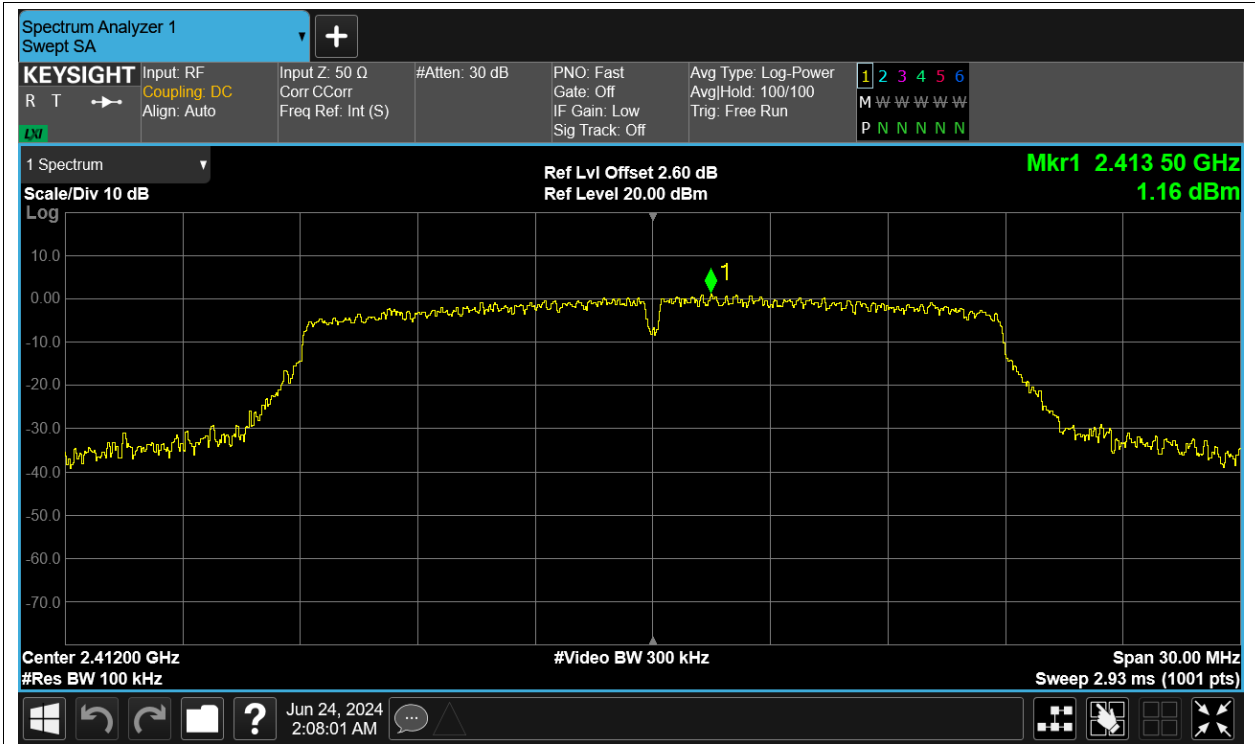 Spectrum Analyzer 1
Swept SA
+
KEYSIGHT
R T
LXI
Input: RF
Coupling: DC
Align: Auto
Input Z: 50 Ω
Corr CCorr
Freq Ref: Int (S)
#Atten: 30 dB
PNO: Fast
Gate: Off
IF Gain: Low
Sig Track: Off
Avg Type: Log-Power
Avg|Hold: 100/100
Trig: Free Run
1 2 3 4 5 6
M W W W W W
P N N N N N
1 Spectrum
Scale/Div 10 dB
Log
Ref Lvl Offset 2.60 dB
Ref Level 20.00 dBm
Mkr1 2.413 50 GHz
1.16 dBm
10.0
0.00
-10.0
-20.0
-30.0
-40.0
-50.0
-60.0
-70.0
1
Center 2.41200 GHz
#Res BW 100 kHz
#Video BW 300 kHz
Span 30.00 MHz
Sweep 2.93 ms (1001 pts)
?
Jun 24, 2024
2:08:01 AM